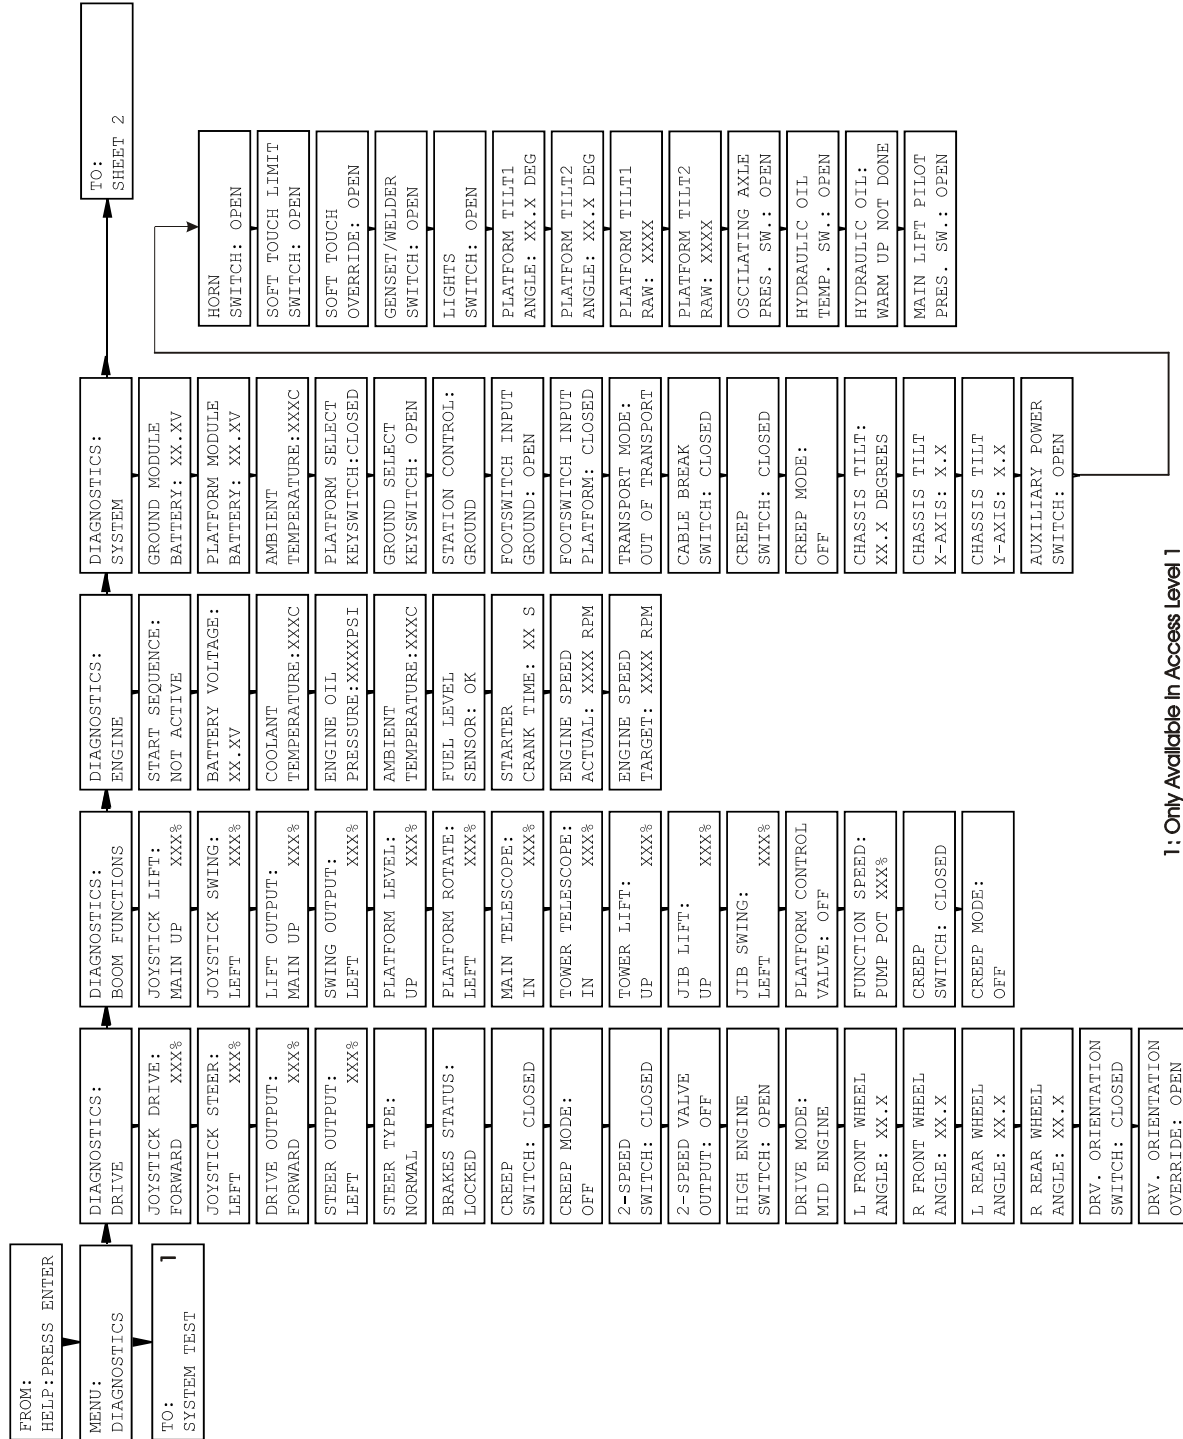 FROM:
HELP:PRESS ENTER
MENU:
DIAGNOSTICS
TO: 1
SYSTEM TEST
DIAGNOSTICS:
DRIVE
JOYSTICK DRIVE:
FORWARD XXX%
JOYSTICK STEER:
LEFT XXX%
DRIVE OUTPUT:
FORWARD XXX%
STEER OUTPUT:
LEFT XXX%
STEER TYPE:
NORMAL
BRAKES STATUS:
LOCKED
CREEP
SWITCH: CLOSED
CREEP MODE:
OFF
2-SPEED
SWITCH: CLOSED
2-SPEED VALVE
OUTPUT: OFF
HIGH ENGINE
SWITCH: OPEN
DRIVE MODE:
MID ENGINE
L FRONT WHEEL
ANGLE: XX.X
R FRONT WHEEL
ANGLE: XX.X
L REAR WHEEL
ANGLE: XX.X
R REAR WHEEL
ANGLE: XX.X
DRV. ORIENTATION
SWITCH: CLOSED
DRV. ORIENTATION
OVERRIDE: OPEN
DIAGNOSTICS:
BOOM FUNCTIONS
JOYSTICK LIFT:
MAIN UP XXX%
JOYSTICK SWING:
LEFT XXX%
LIFT OUTPUT:
MAIN UP XXX%
SWING OUTPUT:
LEFT XXX%
PLATFORM LEVEL:
UP XXX%
PLATFORM ROTATE:
LEFT XXX%
MAIN TELESCOPE:
IN XXX%
TOWER TELESCOPE:
IN XXX%
TOWER LIFT:
UP XXX%
JIB LIFT:
UP XXX%
JIB SWING:
LEFT XXX%
PLATFORM CONTROL
VALVE: OFF
FUNCTION SPEED:
PUMP POT XXX%
CREEP
SWITCH: CLOSED
CREEP MODE:
OFF
DIAGNOSTICS:
ENGINE
START SEQUENCE:
NOT ACTIVE
BATTERY VOLTAGE:
XX.XV
COOLANT
TEMPERATURE:XXXC
ENGINE OIL
PRESSURE:XXXXPSI
AMBIENT
TEMPERATURE:XXXC
FUEL LEVEL
SENSOR: OK
STARTER
CRANK TIME: XX S
ENGINE SPEED
ACTUAL: XXXX RPM
ENGINE SPEED
TARGET: XXXX RPM
DIAGNOSTICS:
SYSTEM
GROUND MODULE
BATTERY: XX.XV
PLATFORM MODULE
BATTERY: XX.XV
AMBIENT
TEMPERATURE:XXXC
PLATFORM SELECT
KEYSWITCH:CLOSED
GROUND SELECT
KEYSWITCH: OPEN
STATION CONTROL:
GROUND
FOOTSWITCH INPUT
GROUND: OPEN
FOOTSWITCH INPUT
PLATFORM: CLOSED
TRANSPORT MODE:
OUT OF TRANSPORT
CABLE BREAK
SWITCH: CLOSED
CREEP
SWITCH: CLOSED
CREEP MODE:
OFF
CHASSIS TILT:
XX.X DEGREES
CHASSIS TILT
X-AXIS: X.X
CHASSIS TILT
Y-AXIS: X.X
AUXILIARY POWER
SWITCH: OPEN
TO:
SHEET 2
HORN
SWITCH: OPEN
SOFT TOUCH LIMIT
SWITCH: OPEN
SOFT TOUCH
OVERRIDE: OPEN
GENSET/WELDER
SWITCH: OPEN
LIGHTS
SWITCH: OPEN
PLATFORM TILT1
ANGLE: XX.X DEG
PLATFORM TILT2
ANGLE: XX.X DEG
PLATFORM TILT1
RAW: XXXX
PLATFORM TILT2
RAW: XXXX
OSCILATING AXLE
PRES. SW.: OPEN
HYDRAULIC OIL
TEMP. SW.: OPEN
HYDRAULIC OIL:
WARM UP NOT DONE
MAIN LIFT PILOT
PRES. SW.: OPEN
1: Only Available In Access Level 1